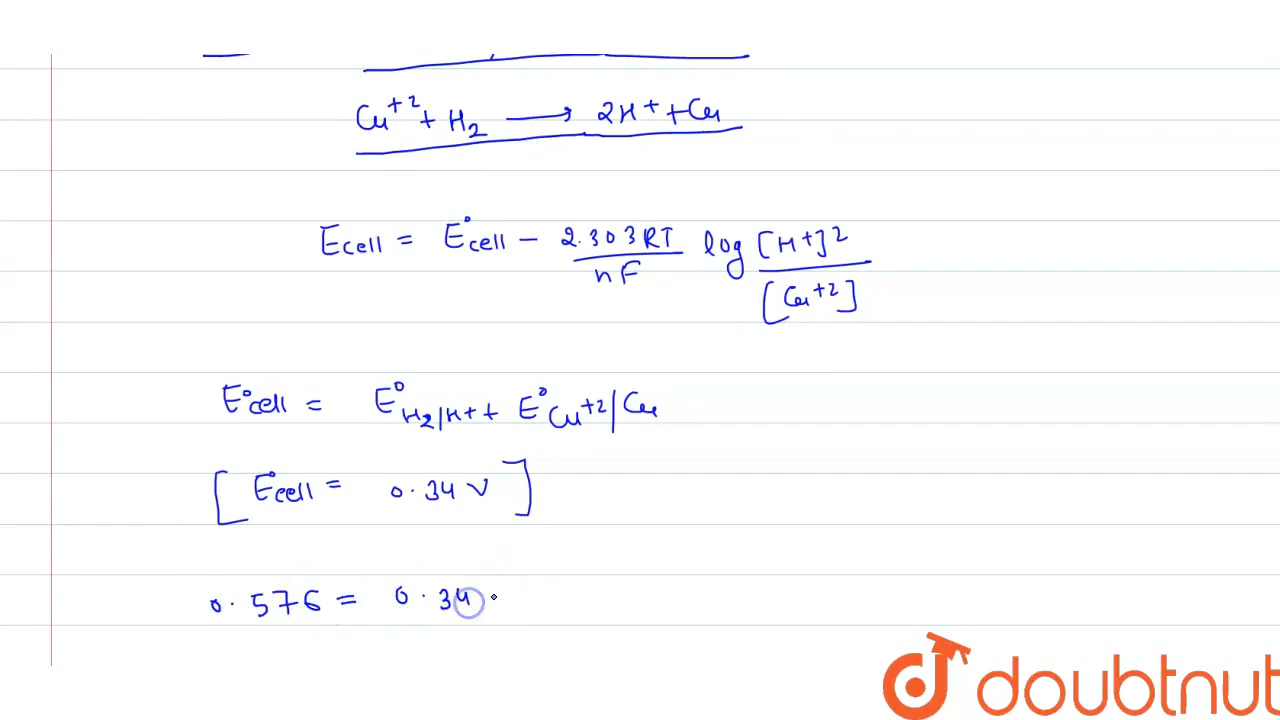 Cu+2 + H2 ⟶ 2H+ + Cu
Ecell = E°cell − 2.303RT/nF log [H+]2/[Cu+2]
E°cell = E°H2/H+ + E°Cu+2/Cu
[E°cell = 0.34 V]
0.576 = 0.34
doubtnut